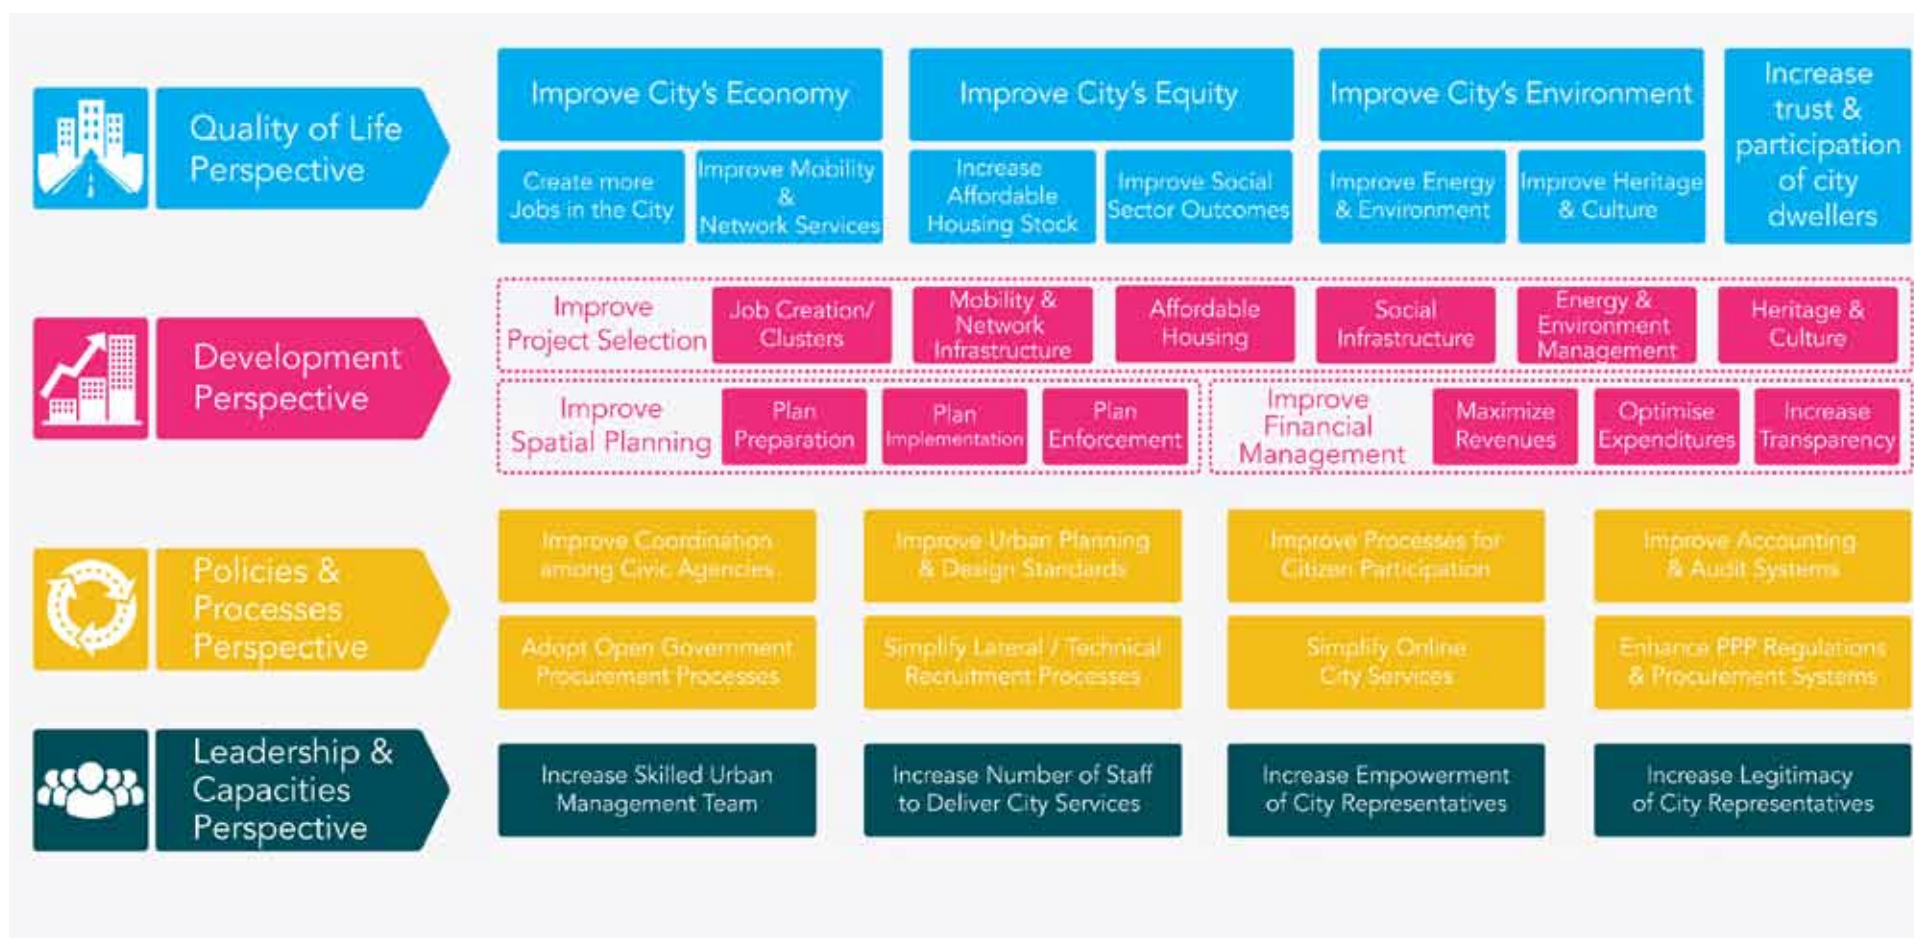 Quality of Life
Perspective
Improve City's Economy
Improve City's Equity
Improve City's Environment
Increase
trust &
participation
of city
dwellers
Create more
Jobs in the City
Improve Mobility
&
Network Services
Increase
Affordable
Housing Stock
Improve Social
Sector Outcomes
Improve Energy
& Environment
Improve Heritage
& Culture
Development
Perspective
Improve
Project Selection
Job Creation/
Clusters
Mobility &
Network
Infrastructure
Affordable
Housing
Social
Infrastructure
Energy &
Environment
Management
Heritage &
Culture
Improve
Spatial Planning
Plan
Preparation
Plan
Implementation
Plan
Enforcement
Improve
Financial
Management
Maximize
Revenues
Optimise
Expenditures
Increase
Transparency
Policies &
Processes
Perspective
Improve Coordination
among Civic Agencies
Improve Urban Planning
& Design Standards
Improve Processes for
Citizen Participation
Improve Accounting
& Audit Systems
Adopt Open Government
Procurement Processes
Simplify Lateral / Technical
Recruitment Processes
Simplify Online
City Services
Enhance PPP Regulations
& Procurement Systems
Leadership &
Capacities
Perspective
Increase Skilled Urban
Management Team
Increase Number of Staff
to Deliver City Services
Increase Empowerment
of City Representatives
Increase Legitimacy
of City Representatives